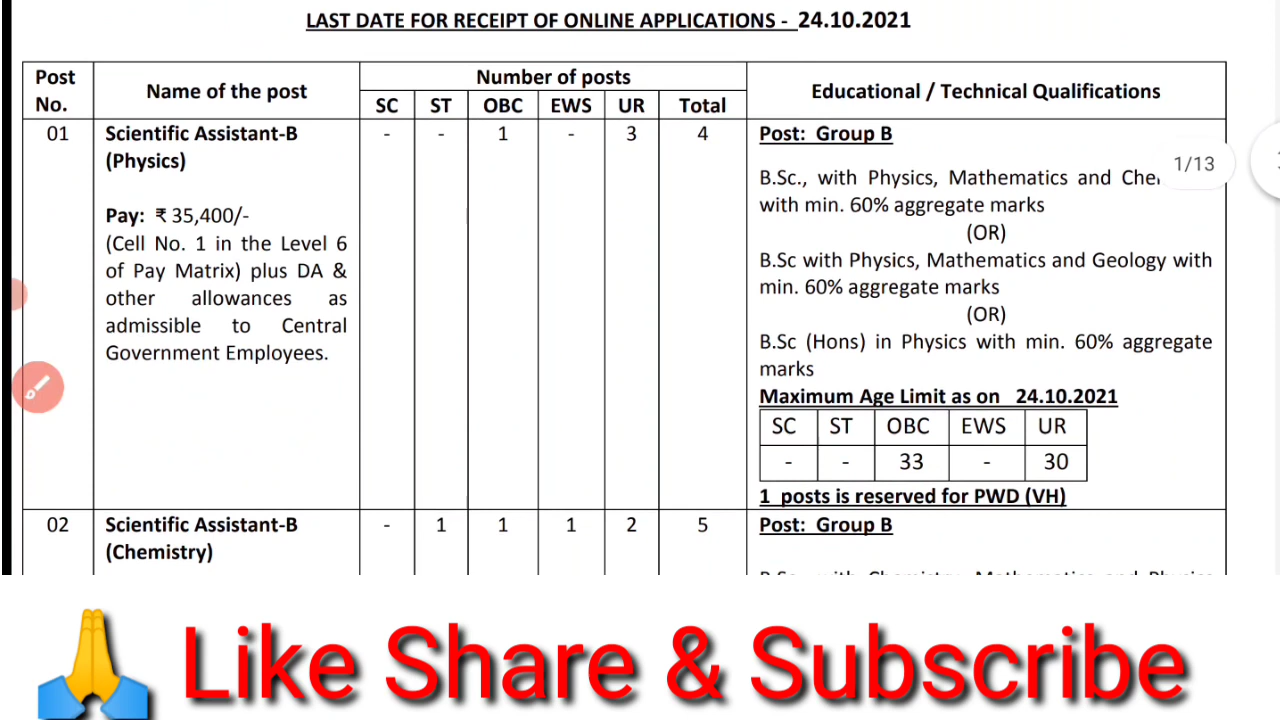 LAST DATE FOR RECEIPT OF ONLINE APPLICATIONS - 24.10.2021
Post No. Name of the post Number of posts Educational / Technical Qualifications
SC ST OBC EWS UR Total
01 Scientific Assistant-B - - 1 - 3 4 Post: Group B
(Physics)
B.Sc., with Physics, Mathematics and
1/13
Pay: ₹ 35,400/- with min. 60% aggregate marks
(Cell No. 1 in the Level 6 (OR)
of Pay Matrix) plus DA & B.Sc with Physics, Mathematics and Geology with
other allowances as min. 60% aggregate marks
admissible to Central (OR)
Government Employees. B.Sc (Hons) in Physics with min. 60% aggregate
marks
Maximum Age Limit as on 24.10.2021
SC ST OBC EWS UR
- - 33 - 30
1 posts is reserved for PWD (VH)
02 Scientific Assistant-B - 1 1 1 2 5 Post: Group B
(Chemistry)
Like Share & Subscribe